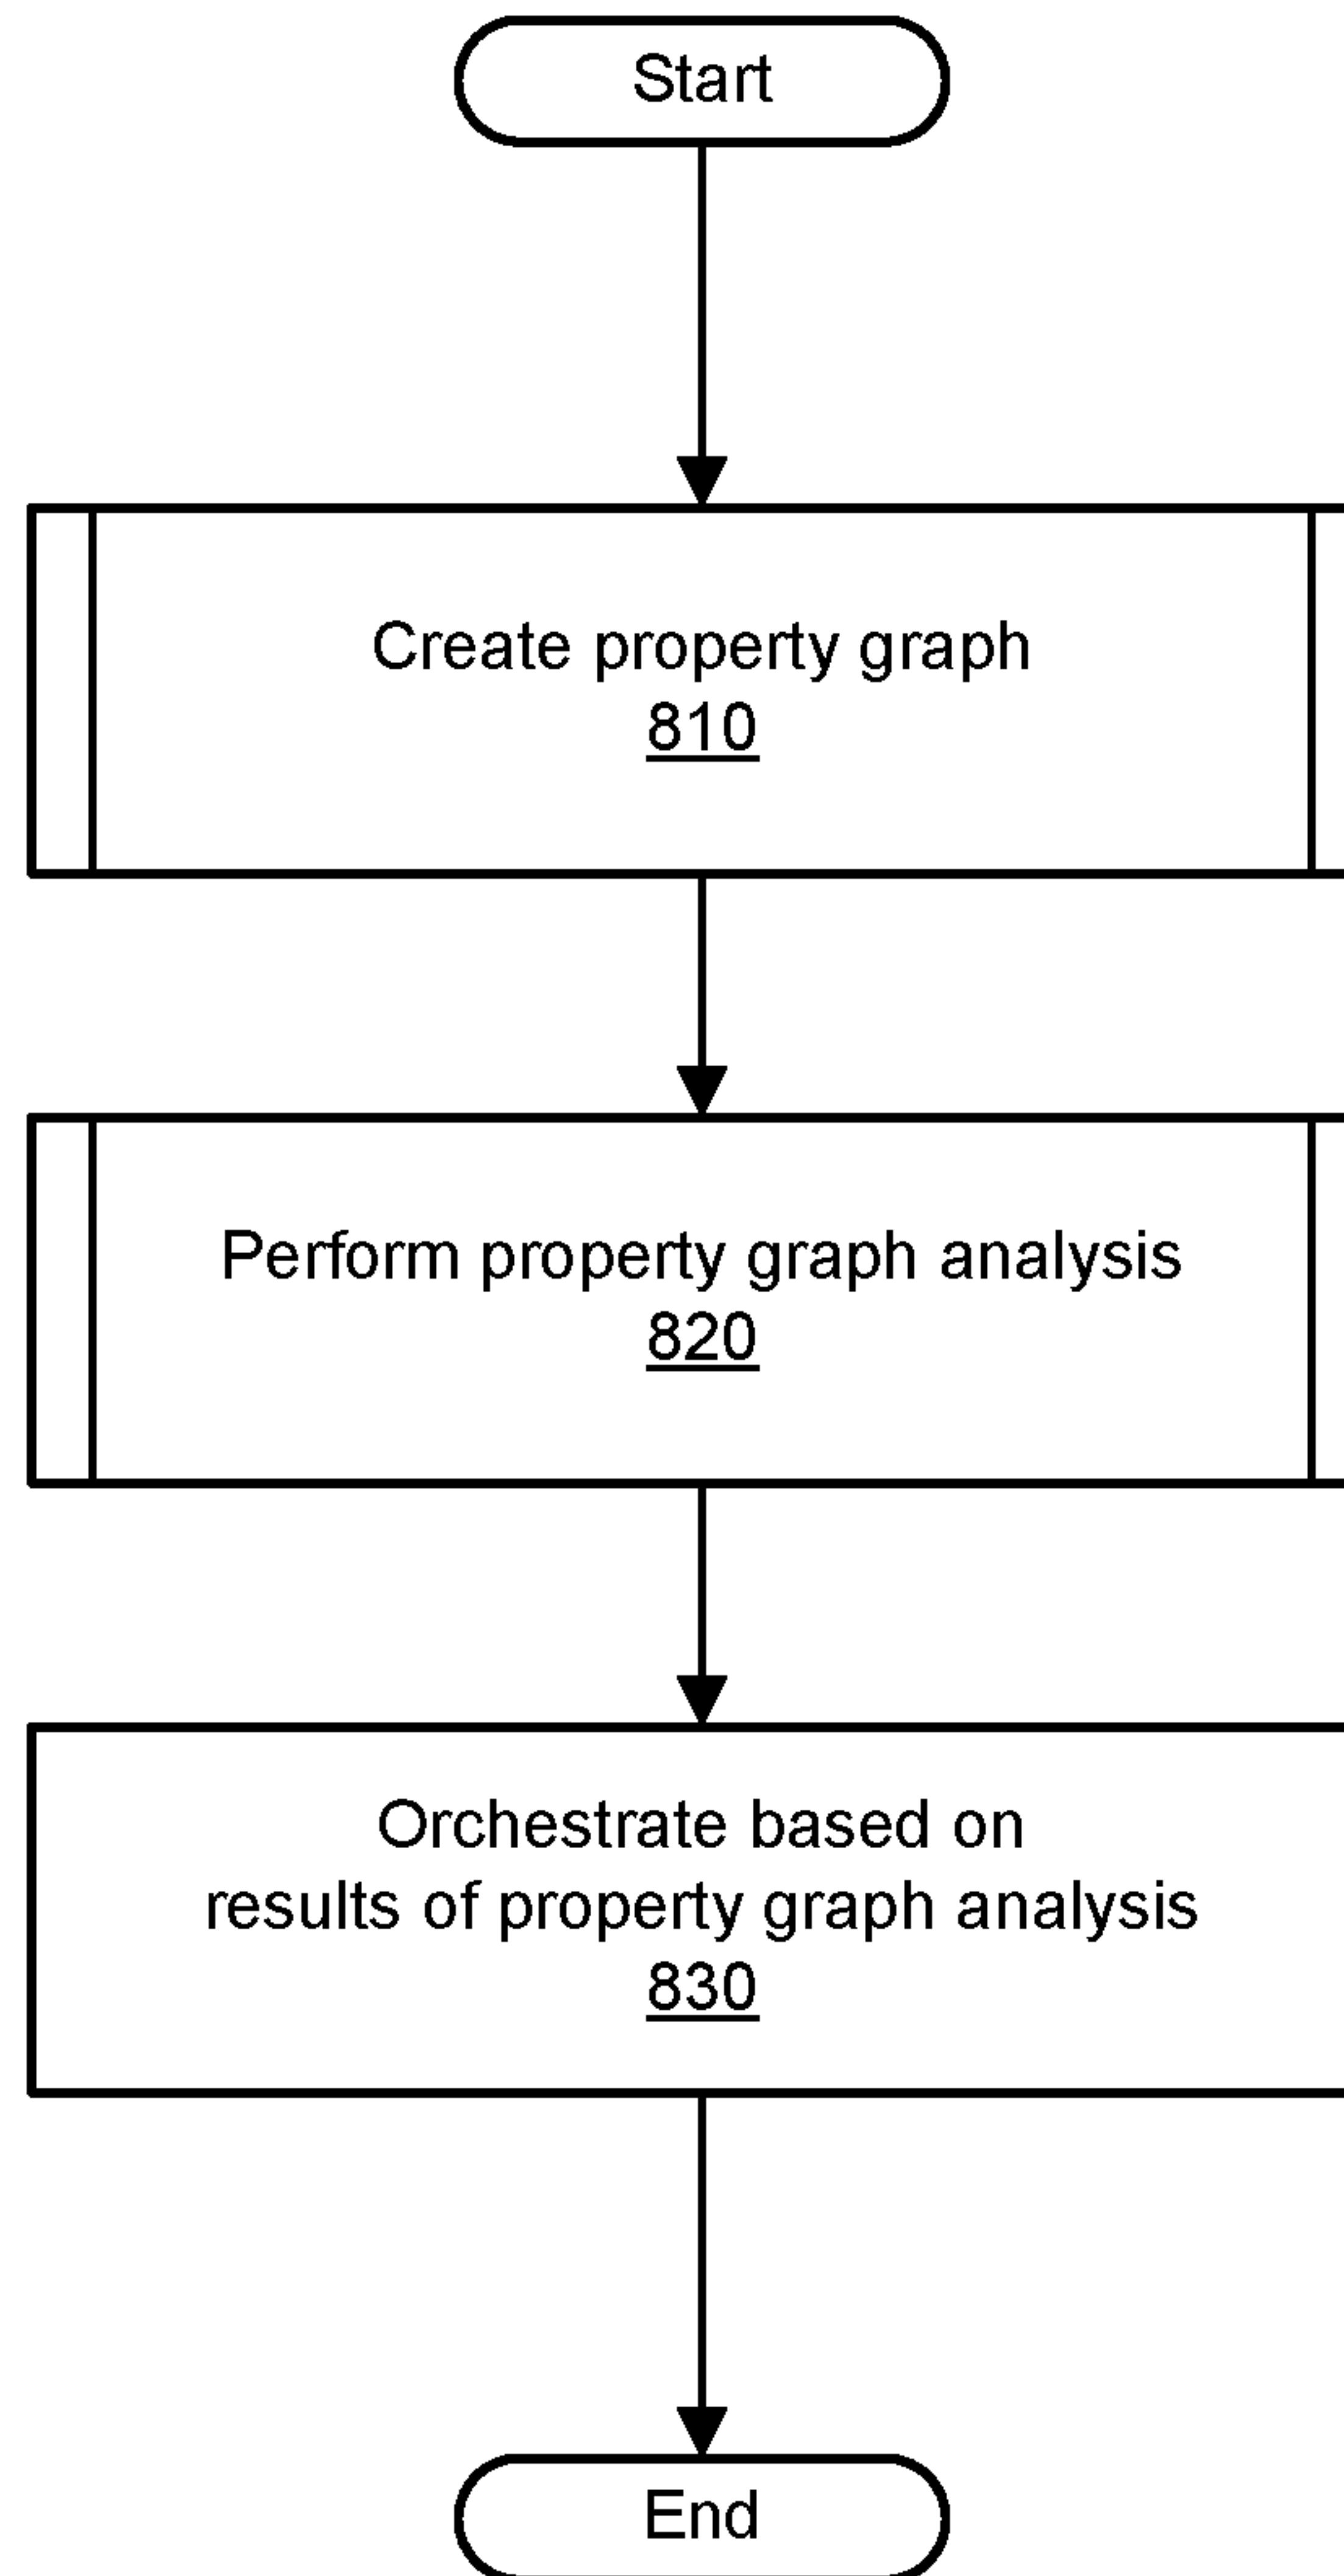 Start
Create property graph
810
Perform property graph analysis
820
Orchestrate based on
results of property graph analysis
830
End